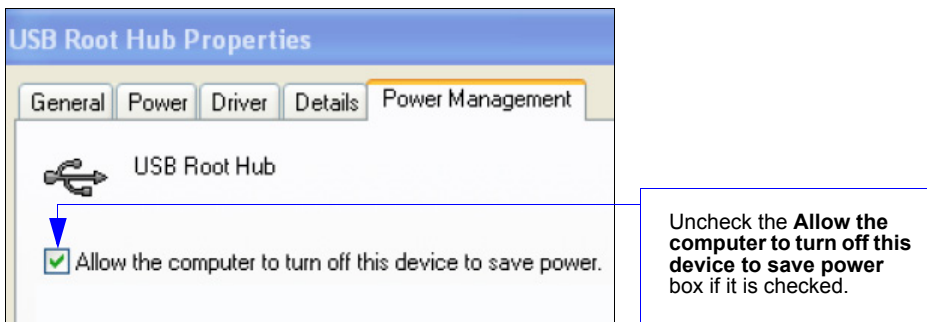 USB Root Hub Properties
General Power Driver Details Power Management
USB Root Hub
Allow the computer to turn off this device to save power.
Uncheck the Allow the
computer to turn off this
device to save power
box if it is checked.